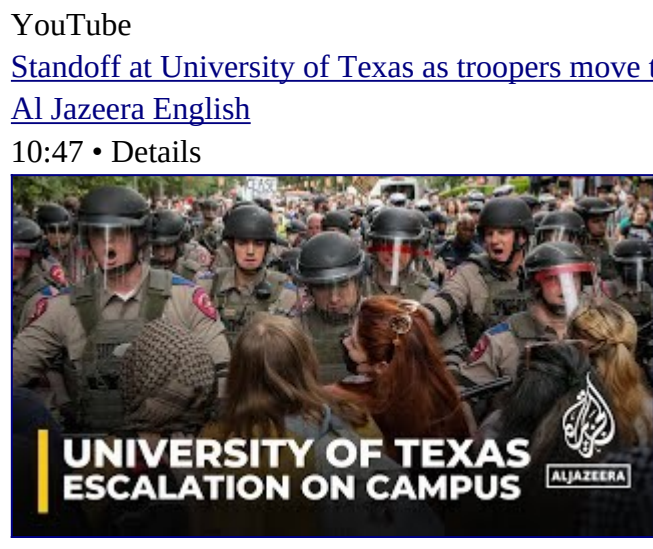 YouTube
Standoff at University of Texas as troopers move t
Al Jazeera English
10:47 • Details
UNIVERSITY OF TEXAS
ESCALATION ON CAMPUS
ALJAZEERA